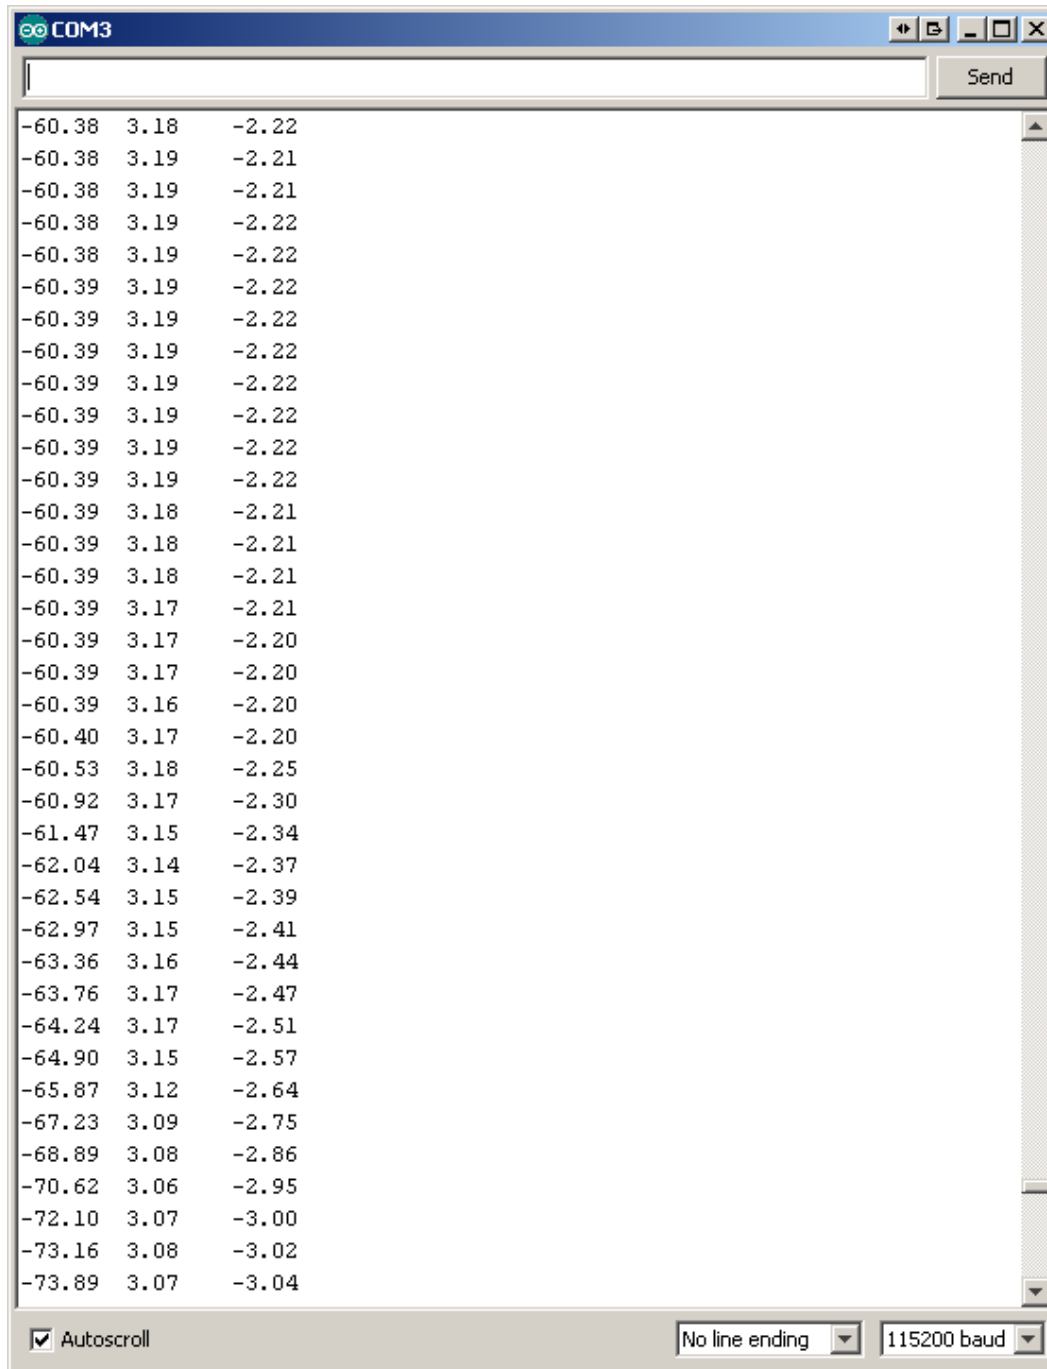 COM3
Send
-60.38 3.18 -2.22
-60.38 3.19 -2.21
-60.38 3.19 -2.21
-60.38 3.19 -2.22
-60.38 3.19 -2.22
-60.39 3.19 -2.22
-60.39 3.19 -2.22
-60.39 3.19 -2.22
-60.39 3.19 -2.22
-60.39 3.19 -2.22
-60.39 3.19 -2.22
-60.39 3.19 -2.22
-60.39 3.18 -2.21
-60.39 3.18 -2.21
-60.39 3.18 -2.21
-60.39 3.17 -2.21
-60.39 3.17 -2.20
-60.39 3.17 -2.20
-60.39 3.16 -2.20
-60.40 3.17 -2.20
-60.53 3.18 -2.25
-60.92 3.17 -2.30
-61.47 3.15 -2.34
-62.04 3.14 -2.37
-62.54 3.15 -2.39
-62.97 3.15 -2.41
-63.36 3.16 -2.44
-63.76 3.17 -2.47
-64.24 3.17 -2.51
-64.90 3.15 -2.57
-65.87 3.12 -2.64
-67.23 3.09 -2.75
-68.89 3.08 -2.86
-70.62 3.06 -2.95
-72.10 3.07 -3.00
-73.16 3.08 -3.02
-73.89 3.07 -3.04
Autoscroll No line ending 115200 baud